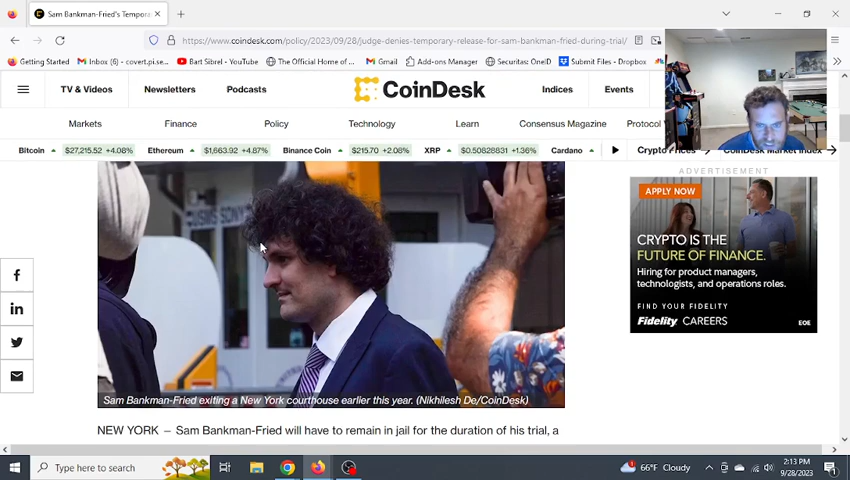 Sam Bankman-Fried's Tempora
https://www.coindesk.com/policy/2023/09/28/judge-denies-temporary-release-for-sam-bankman-fried-during-trial/
Getting Started
Inbox (6) - covert.pi.se...
Bart Sibrel - YouTube
The Official Home of...
Gmail
Add-ons Manager
Securitas: OneID
Submit Files - Dropbox
TV & Videos
Newsletters
Podcasts
CoinDesk
Indices
Events
Markets
Finance
Policy
Technology
Learn
Consensus Magazine
Protocol
Bitcoin $27,215.52 +4.08%
Ethereum $1,663.92 +4.87%
Binance Coin $215.70 +2.08%
XRP $0.50828831 +1.36%
Cardano
Crypto Prices
CoinDesk Market Index
ADVERTISEMENT
APPLY NOW
CRYPTO IS THE
FUTURE OF FINANCE.
Hiring for product managers,
technologists, and operations roles.
FIND YOUR FIDELITY
Fidelity CAREERS
EOE
Sam Bankman-Fried exiting a New York courthouse earlier this year. (Nikhilesh De/CoinDesk)
NEW YORK — Sam Bankman-Fried will have to remain in jail for the duration of his trial, a
Type here to search
66°F Cloudy
2:13 PM
9/28/2023